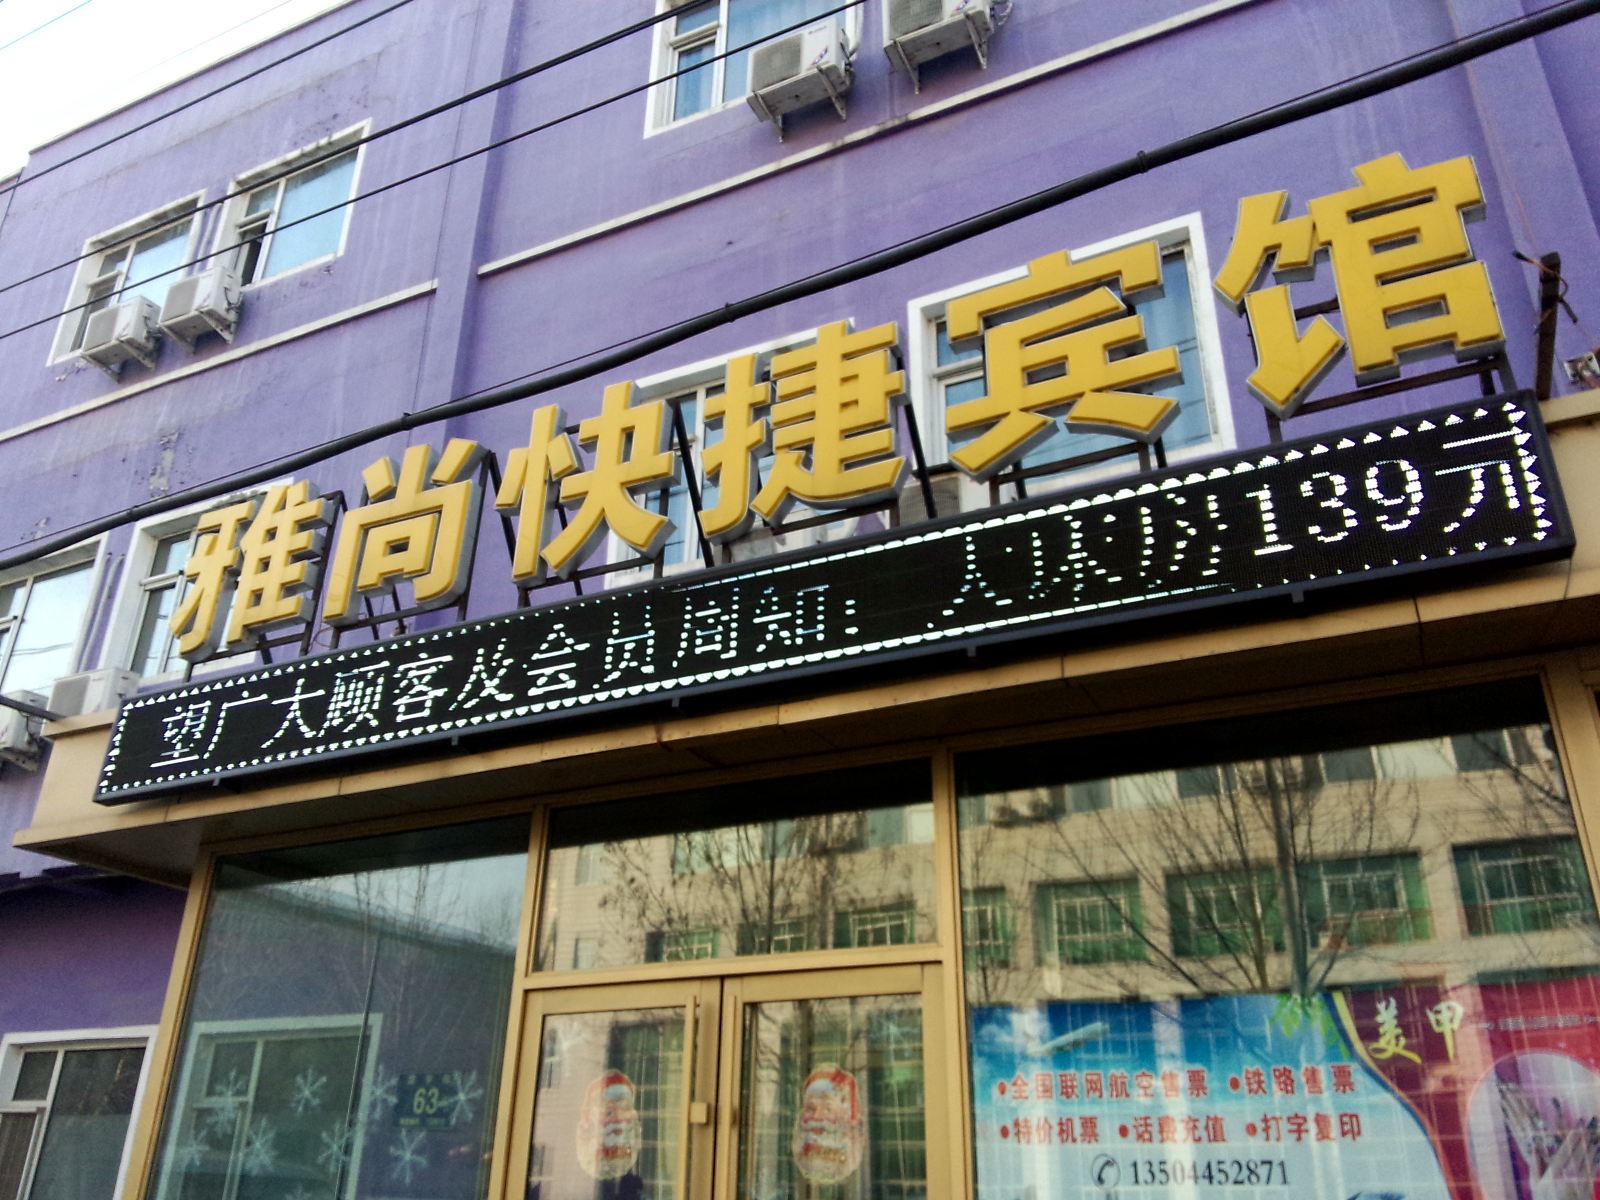 雅尚快捷宾馆
望广大顾客及会员周知：大床房139元
美甲
•全国联网航空售票 •铁路售票
•特价机票 •话费充值 •打字复印
13504452871
63